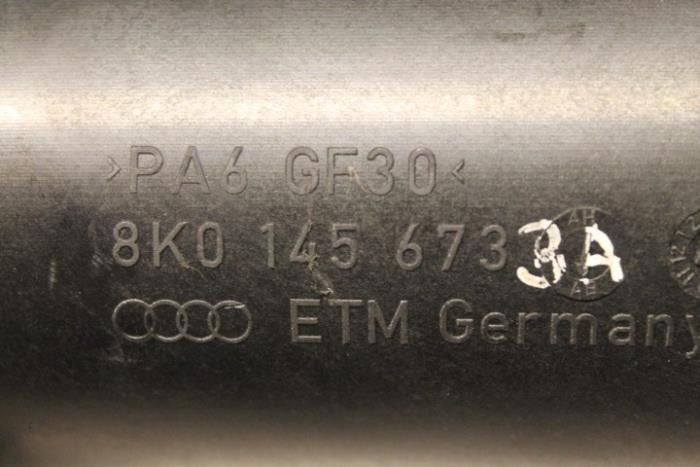 >PA6 GF30<
8K0 145 673 3A
ETM Germany